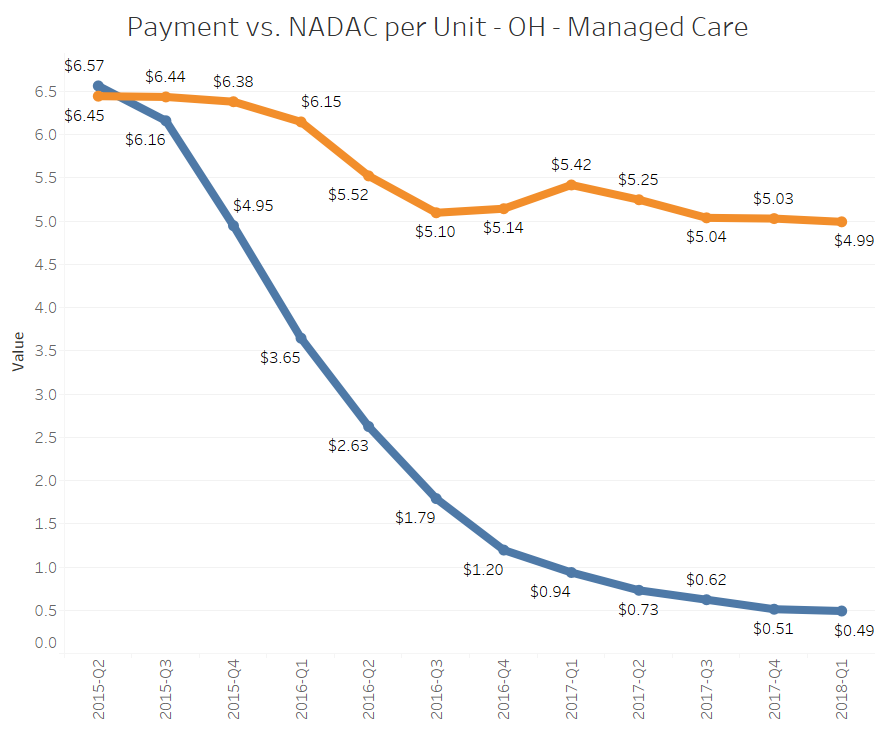 Payment vs. NADAC per Unit - OH - Managed Care
$6.57
$6.45
$6.44
$6.16
$6.38
$4.95
$6.15
$3.65
$5.52
$2.63
$5.10
$1.79
$5.14
$1.20
$5.42
$0.94
$5.25
$0.73
$5.04
$0.62
$5.03
$0.51
$4.99
$0.49
Value
6.5
6.0
5.5
5.0
4.5
4.0
3.5
3.0
2.5
2.0
1.5
1.0
0.5
0.0
2015-Q2
2015-Q3
2015-Q4
2016-Q1
2016-Q2
2016-Q3
2016-Q4
2017-Q1
2017-Q2
2017-Q3
2017-Q4
2018-Q1